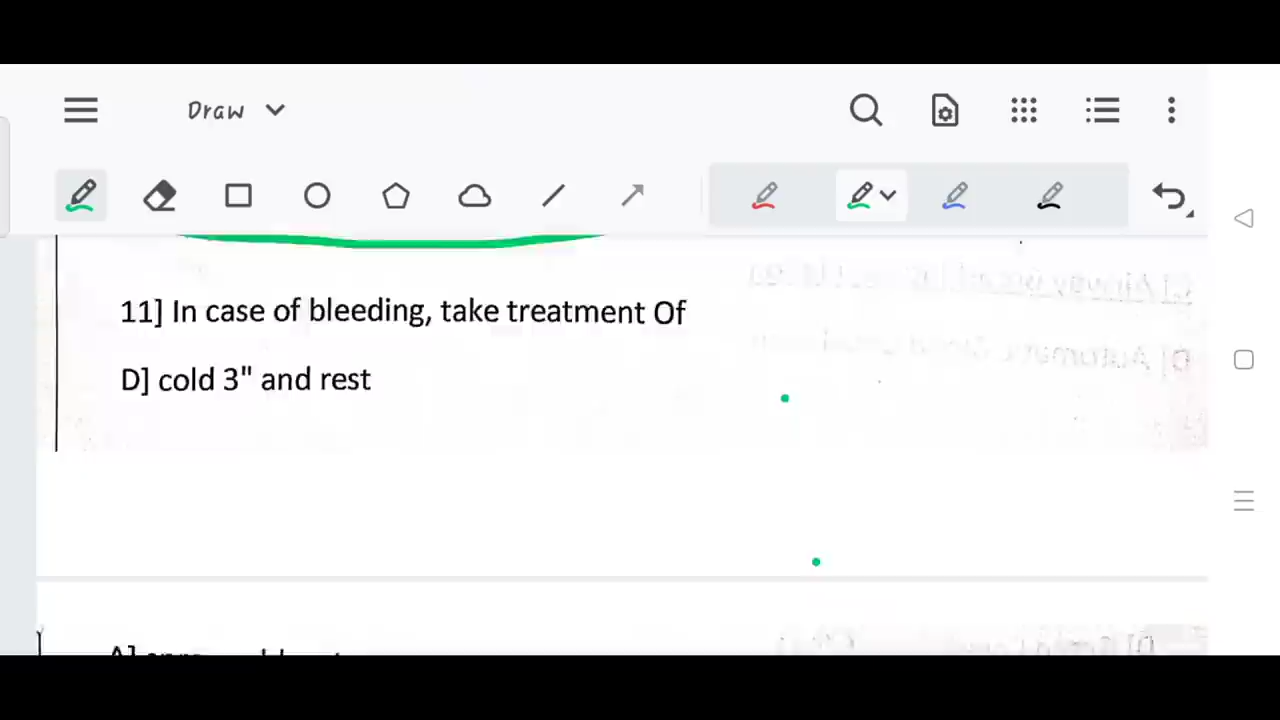 Draw
11] In case of bleeding, take treatment Of
D] cold 3" and rest